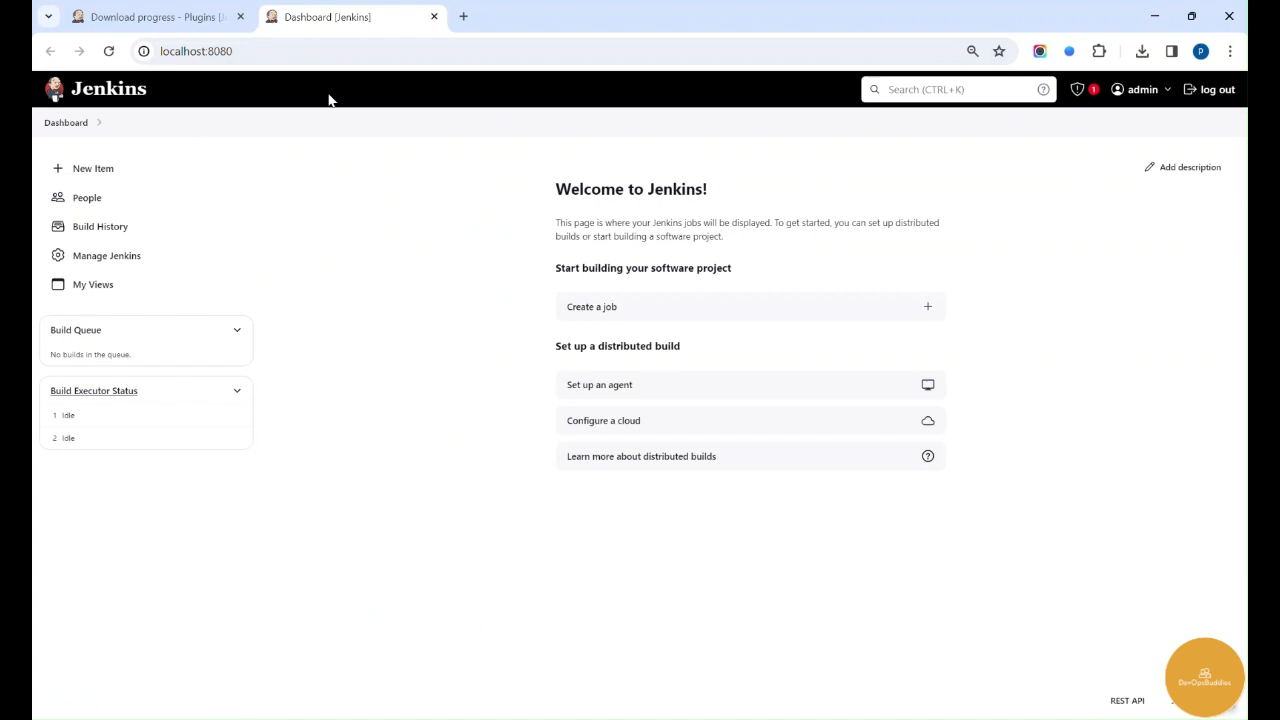 Download progress - Plugins [J
Dashboard [Jenkins]
localhost:8080
P
Jenkins
Search (CTRL+K)
1
admin
log out
Dashboard
New Item
People
Build History
Manage Jenkins
My Views
Build Queue
No builds in the queue.
Build Executor Status
1 Idle
2 Idle
Add description
Welcome to Jenkins!
This page is where your Jenkins jobs will be displayed. To get started, you can set up distributed
builds or start building a software project.
Start building your software project
Create a job
Set up a distributed build
Set up an agent
Configure a cloud
Learn more about distributed builds
DevOpsBuddies
REST API